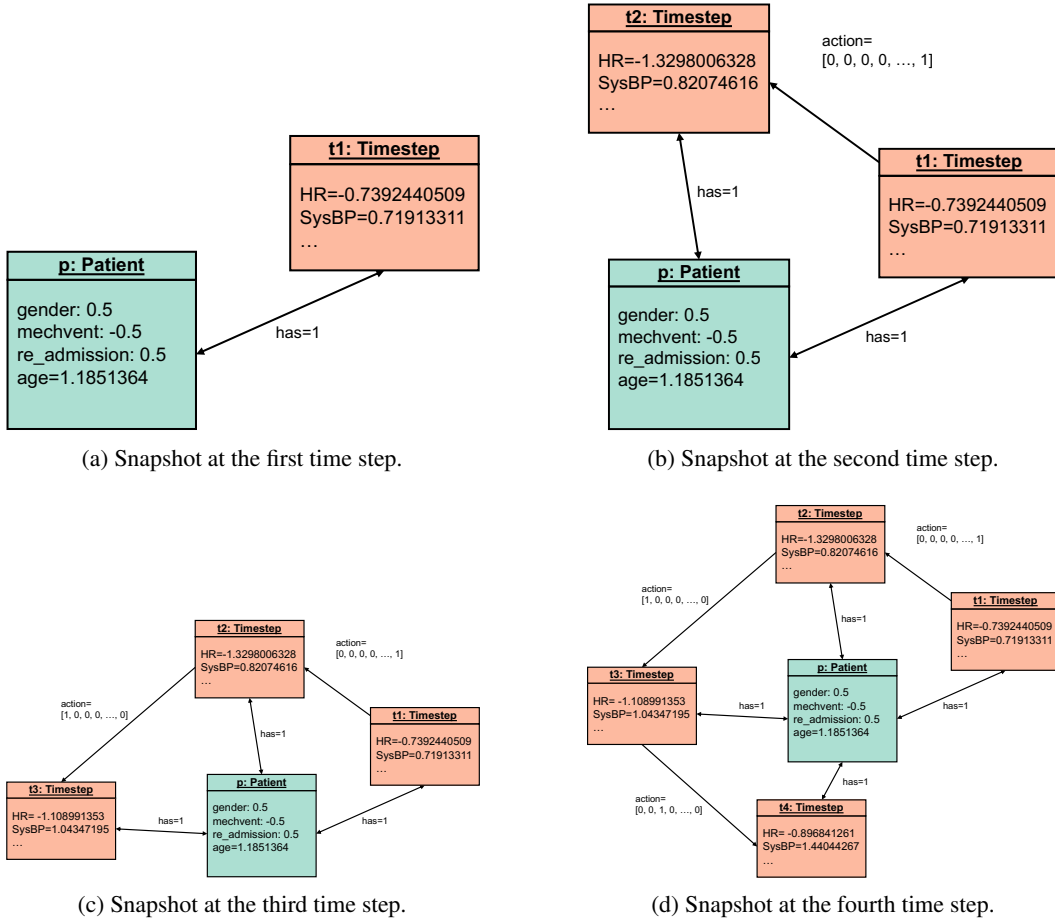 t1: Timestep
HR=-0.7392440509
SysBP=0.71913311
…
p: Patient
gender: 0.5
mechvent: -0.5
re_admission: 0.5
age=1.1851364
has=1
(a) Snapshot at the first time step.
t2: Timestep
HR=-1.3298006328
SysBP=0.82074616
…
action=
[0, 0, 0, 0, …, 1]
t1: Timestep
HR=-0.7392440509
SysBP=0.71913311
…
has=1
p: Patient
gender: 0.5
mechvent: -0.5
re_admission: 0.5
age=1.1851364
has=1
(b) Snapshot at the second time step.
t2: Timestep
HR=-1.3298006328
SysBP=0.82074616
…
action=
[0, 0, 0, 0, …, 1]
action=
[1, 0, 0, 0, …, 0]
t1: Timestep
HR=-0.7392440509
SysBP=0.71913311
…
has=1
t3: Timestep
HR= -1.108991353
SysBP=1.04347195
…
has=1
p: Patient
gender: 0.5
mechvent: -0.5
re_admission: 0.5
age=1.1851364
has=1
(c) Snapshot at the third time step.
t2: Timestep
HR=-1.3298006328
SysBP=0.82074616
…
action=
[0, 0, 0, 0, …, 1]
action=
[1, 0, 0, 0, …, 0]
t1: Timestep
HR=-0.7392440509
SysBP=0.71913311
…
has=1
t3: Timestep
HR= -1.108991353
SysBP=1.04347195
…
has=1
p: Patient
gender: 0.5
mechvent: -0.5
re_admission: 0.5
age=1.1851364
has=1
has=1
action=
[0, 0, 1, 0, …, 0]
t4: Timestep
HR= -0.896841261
SysBP=1.44044267
…
(d) Snapshot at the fourth time step.